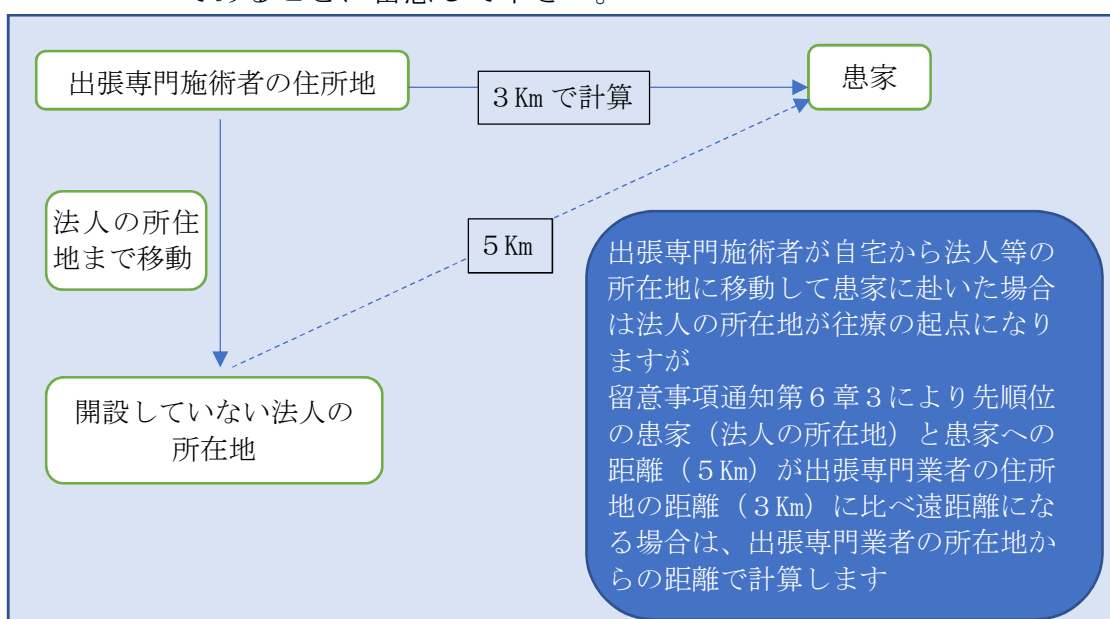 出張専門施術者の住所地
３Kmで計算
患家
法人の所住
地まで移動
５Km
開設していない法人の
所在地
出張専門施術者が自宅から法人等の
所在地に移動して患家に赴いた場合
は法人の所在地が往療の起点になり
ますが
留意事項通知第６章３により先順位
の患家（法人の所在地）と患家への
距離（５Km）が出張専門業者の住所
地の距離（３Km）に比べ遠距離にな
る場合は、出張専門業者の所在地か
らの距離で計算します